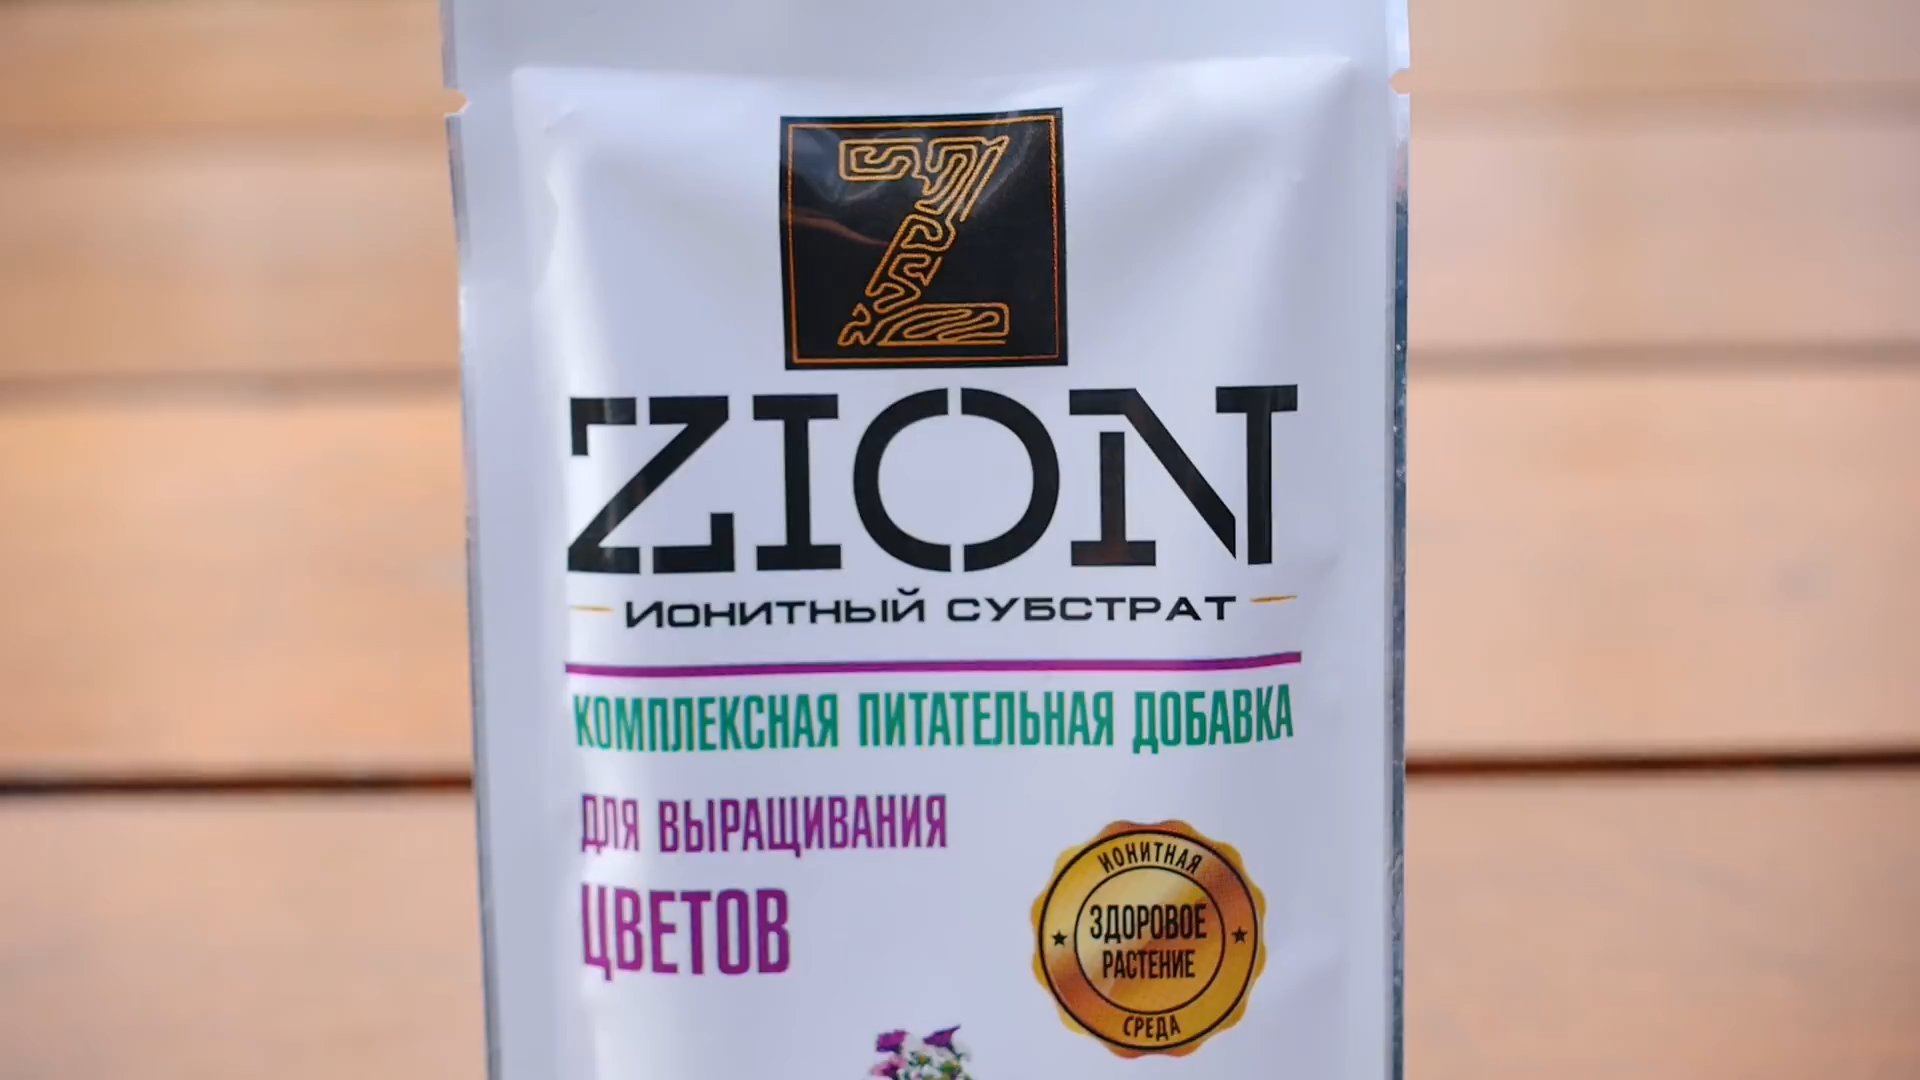 Z
ZION
ИОНИТНЫЙ СУБСТРАТ
КОМПЛЕКСНАЯ ПИТАТЕЛЬНАЯ ДОБАВКА
ДЛЯ ВЫРАЩИВАНИЯ
ЦВЕТОВ
ИОНИТНАЯ
ЗДОРОВОЕ
РАСТЕНИЕ
СРЕДА